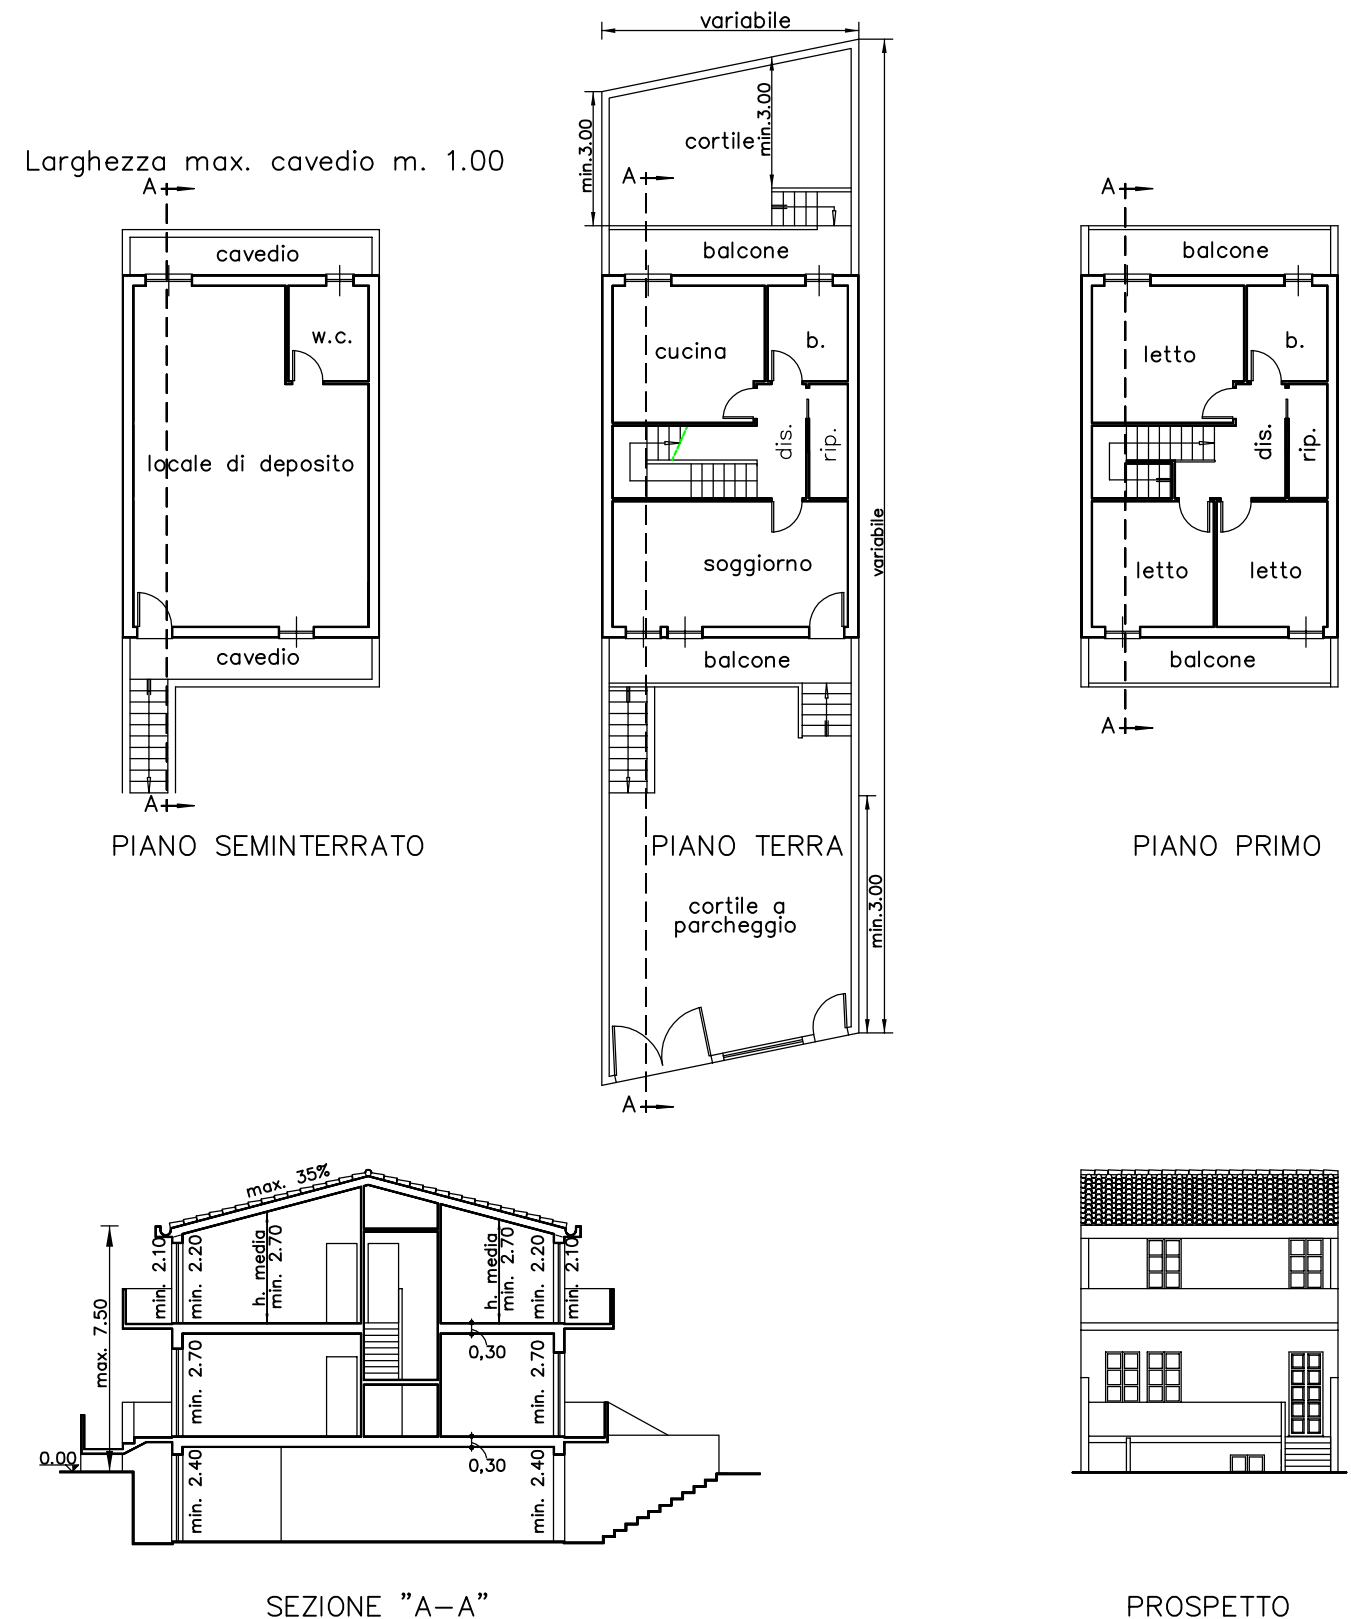 variabile
Larghezza max. cavedio m. 1.00
A
cavedio
w.c.
locale di deposito
cavedio
A
PIANO SEMINTERRATO
min.3.00
min.3.00
cortile
A
balcone
cucina
b.
dis.
rip.
soggiorno
variabile
balcone
PIANO TERRA
cortile a
parcheggio
min.3.00
A
A
balcone
letto
b.
dis.
rip.
letto
letto
balcone
A
PIANO PRIMO
max. 35%
max. 7.50
min. 2.10
min. 2.20
h. media
min. 2.70
h. media
min. 2.70
min. 2.20
min. 2.10
0,30
min. 2.70
min. 2.70
0.00
0,30
min. 2.40
min. 2.40
SEZIONE "A-A"
PROSPETTO